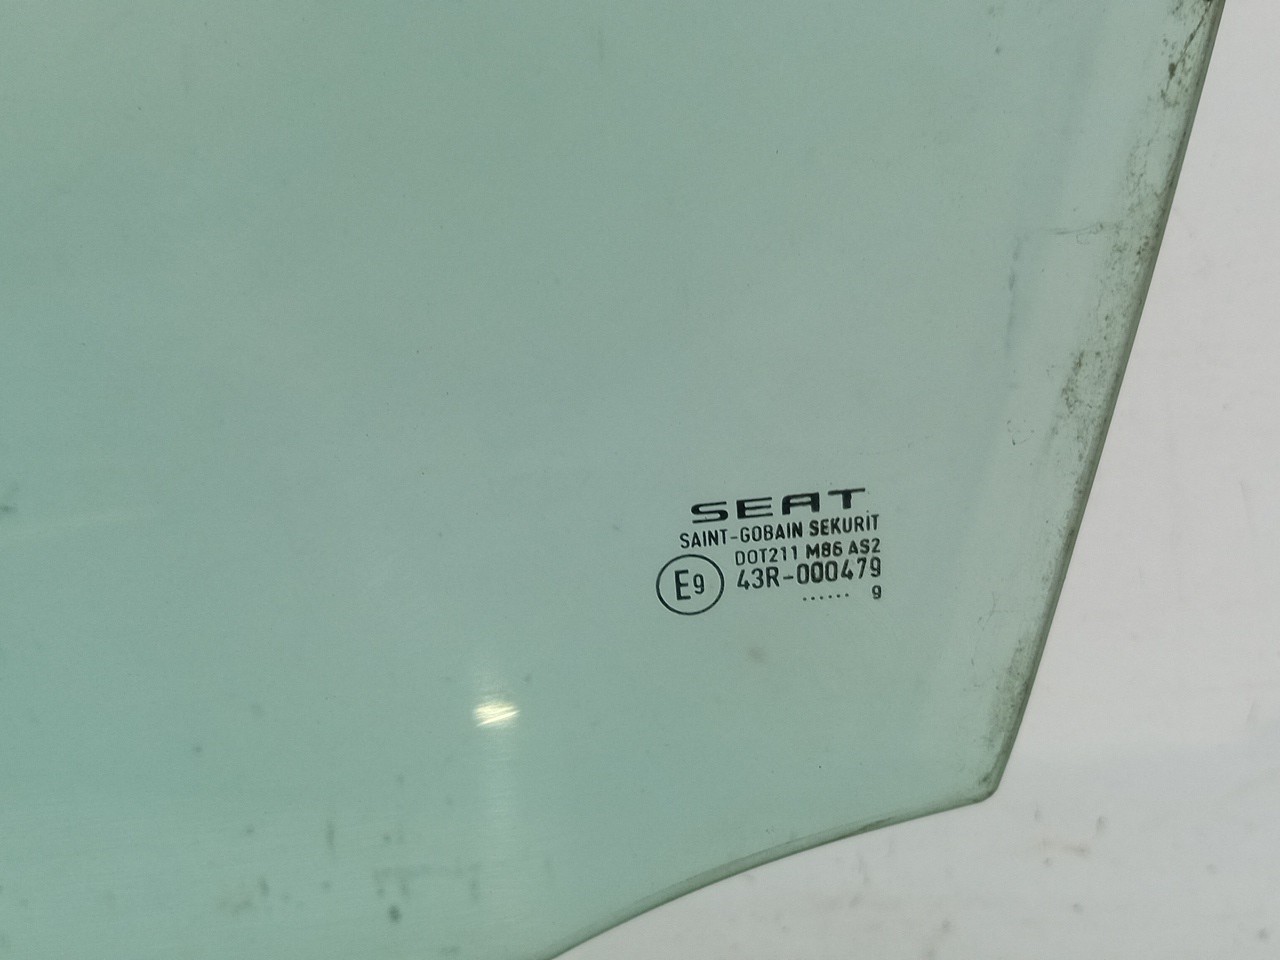 SEAT
SAINT-GOBAIN SEKURIT
DOT211 M86 AS2
E9 43R-000479
...... 9